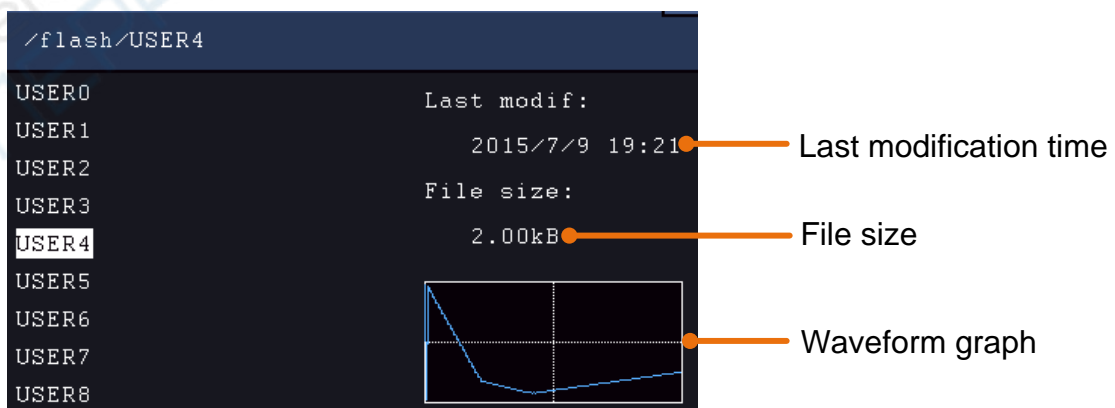 /flash/USER4
USER0
USER1
USER2
USER3
USER4
USER5
USER6
USER7
USER8
Last modif:
2015/7/9 19:21
File size:
2.00kB
Last modification time
File size
Waveform graph